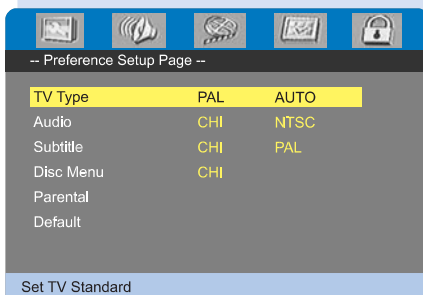 -- Preference Setup Page --
TV Type PAL AUTO
Audio CHI NTSC
Subtitle CHI PAL
Disc Menu CHI
Parental
Default
Set TV Standard